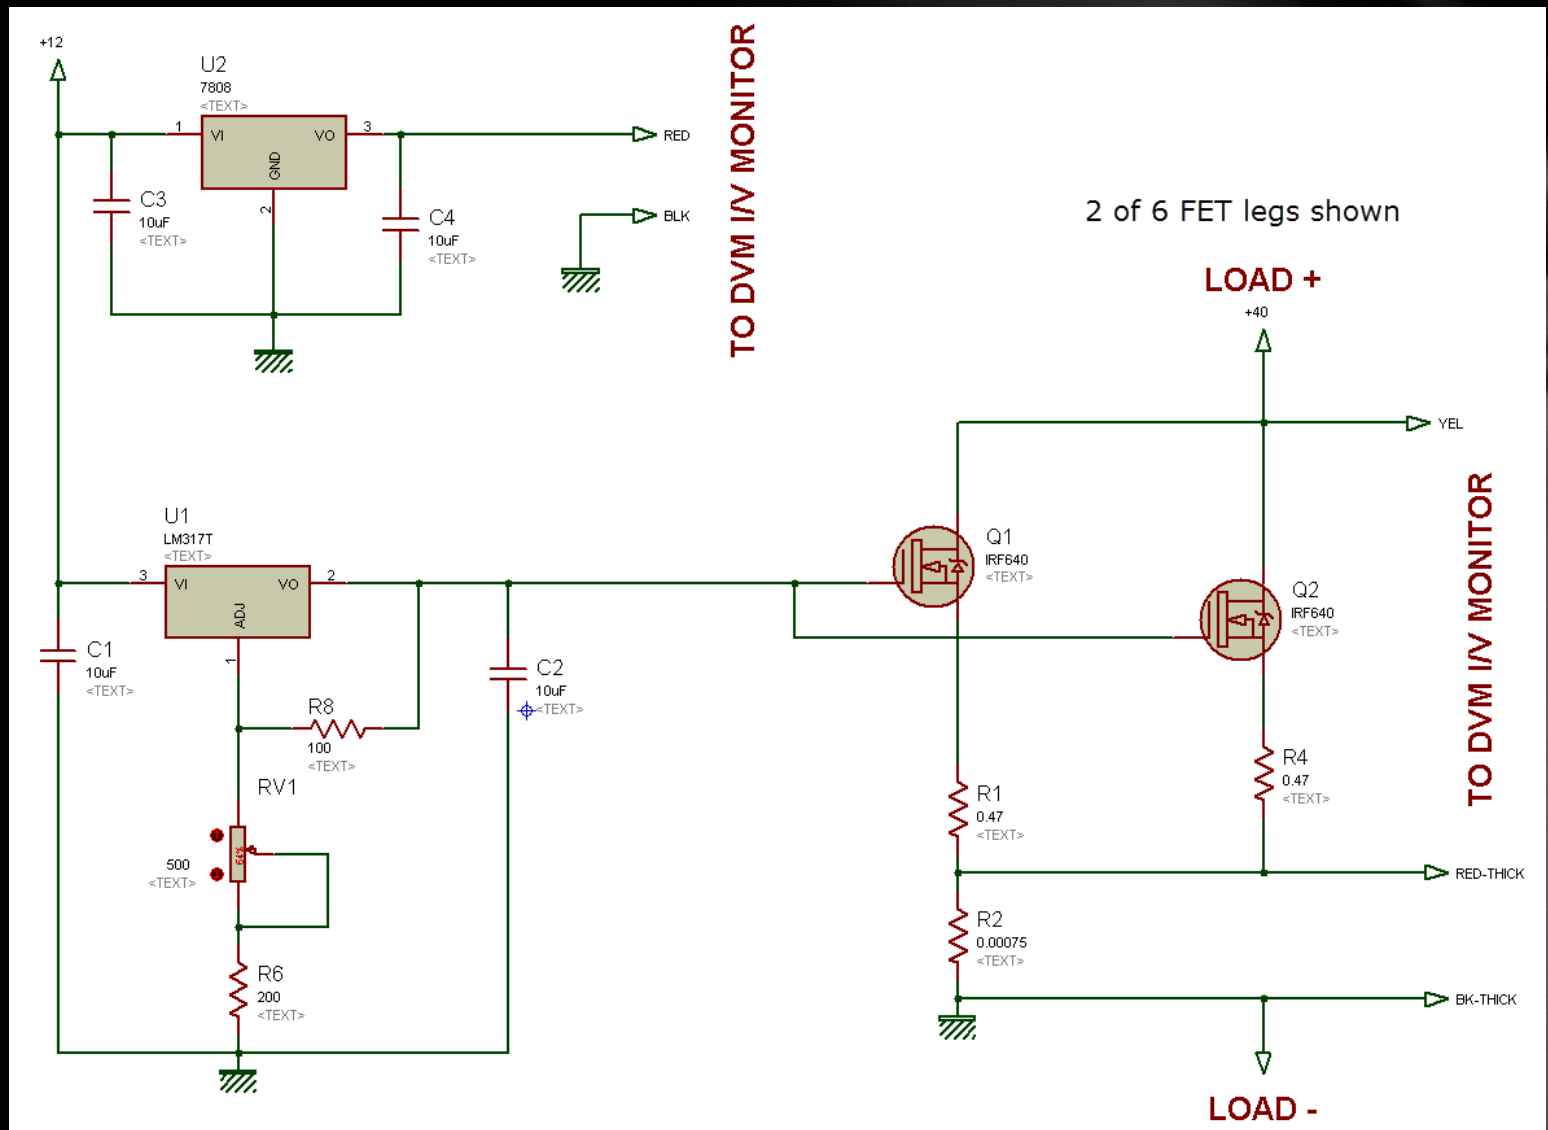 +12
U2
7808
<TEXT>
1
VI
VO
3
GND
2
C3
10uF
<TEXT>
C4
10uF
<TEXT>
RED
BLK
TO DVM I/V MONITOR
2 of 6 FET legs shown
LOAD +
+40
YEL
U1
LM317T
<TEXT>
3
VI
VO
2
ADJ
1
C1
10uF
<TEXT>
C2
10uF
<TEXT>
R8
100
<TEXT>
RV1
500
<TEXT>
64%
R6
200
<TEXT>
Q1
IRF640
<TEXT>
Q2
IRF640
<TEXT>
R1
0.47
<TEXT>
R4
0.47
<TEXT>
R2
0.00075
<TEXT>
RED-THICK
BK-THICK
TO DVM I/V MONITOR
LOAD -